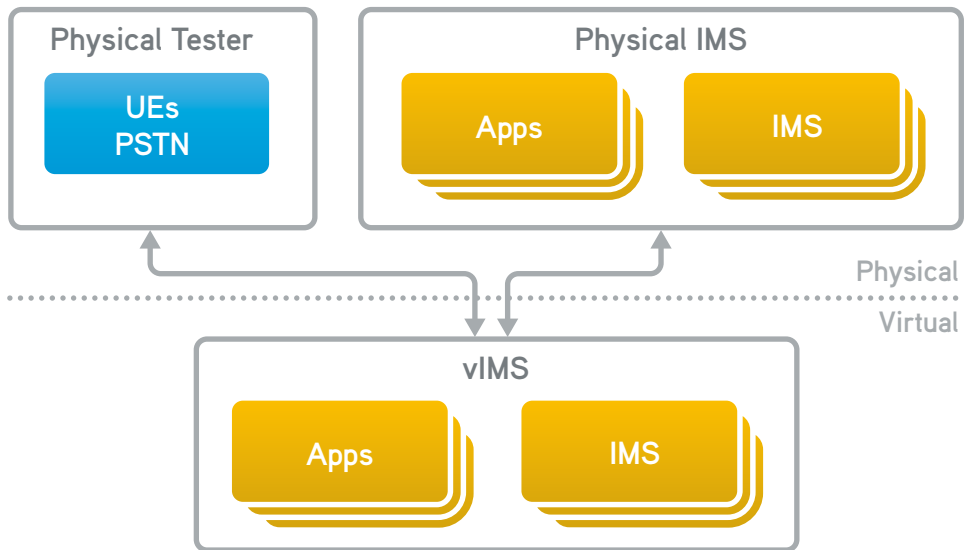 Physical Tester
UEs
PSTN
Physical IMS
Apps
IMS
Physical
Virtual
vIMS
Apps
IMS